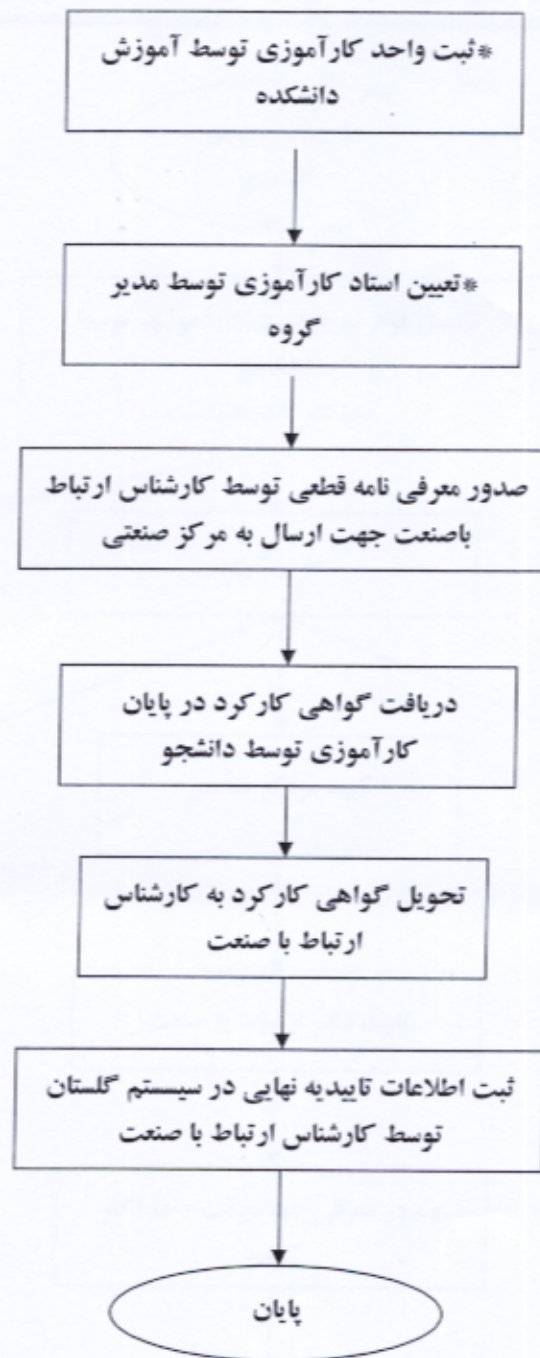 *ثبت واحد کارآموزی توسط آموزش
دانشکده
*تعیین استاد کارآموزی توسط مدیر
گروه
صدور معرفی نامه قطعی توسط کارشناس ارتباط
باصنعت جهت ارسال به مرکز صنعتی
دریافت گواهی کارکرد در پایان
کارآموزی توسط دانشجو
تحویل گواهی کارکرد به کارشناس
ارتباط با صنعت
ثبت اطلاعات تاییدیه نهایی در سیستم گلستان
توسط کارشناس ارتباط با صنعت
پایان